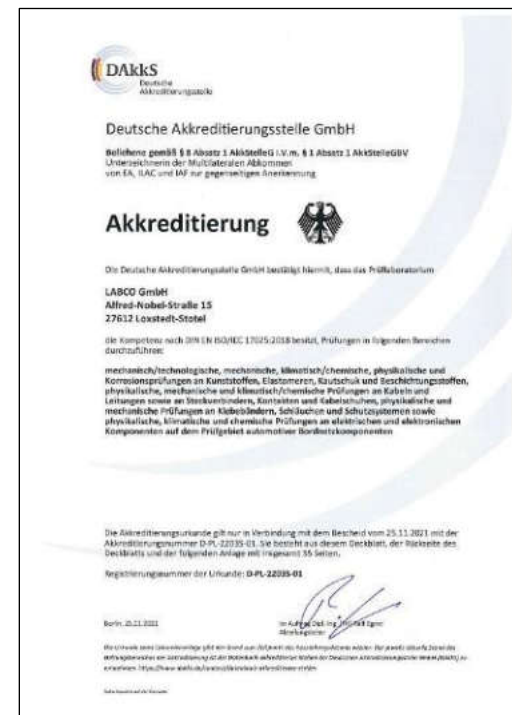 DAkkS
Deutsche
Akkreditierungsstelle
Deutsche Akkreditierungsstelle GmbH
Beliehene gemäß § 8 Absatz 1 AkkStelleG i.V.m. § 1 Absatz 1 AkkStelleGBV
Unterzeichnerin der Multilateralen Abkommen
von EA, ILAC und IAF zur gegenseitigen Anerkennung
Akkreditierung
Die Deutsche Akkreditierungsstelle GmbH bestätigt hiermit, dass das Prüflaboratorium
LABCO GmbH
Alfred-Nobel-Straße 15
27612 Loxstedt-Stotel
die Kompetenz nach DIN EN ISO/IEC 17025:2018 besitzt, Prüfungen in folgenden Bereichen
durchzuführen:
mechanisch/technologische, mechanische, klimatisch/chemische, physikalische und
Korrosionsprüfungen an Kunststoffen, Elastomeren, Kautschuk und Beschichtungsstoffen,
physikalische, mechanische und klimatisch/chemische Prüfungen an Kabeln und
Leitungen sowie an Steckverbindern, Kontakten und Kabelschuhen, physikalische und
mechanische Prüfungen an Klebebändern, Schläuchen und Schutzsystemen sowie
physikalische, klimatische und chemische Prüfungen an elektrischen und elektronischen
Komponenten auf dem Prüfgebiet automotiver Bordnetzkomponenten
Die Akkreditierungsurkunde gilt nur in Verbindung mit dem Bescheid vom 25.11.2021 mit der
Akkreditierungsnummer D-PL-22035-01. Sie besteht aus diesem Deckblatt, der Rückseite des
Deckblatts und der folgenden Anlage mit insgesamt 55 Seiten.
Registrierungsnummer der Urkunde: D-PL-22035-01
Berlin, 25.11.2021
Im Auftrag Dipl.-Ing. Ralf Egner
Abteilungsleiter